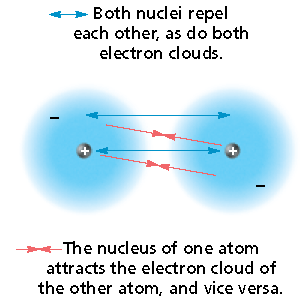 Both nuclei repel
each other, as do both
electron clouds.
–
+
+
–
The nucleus of one atom
attracts the electron cloud of
the other atom, and vice versa.